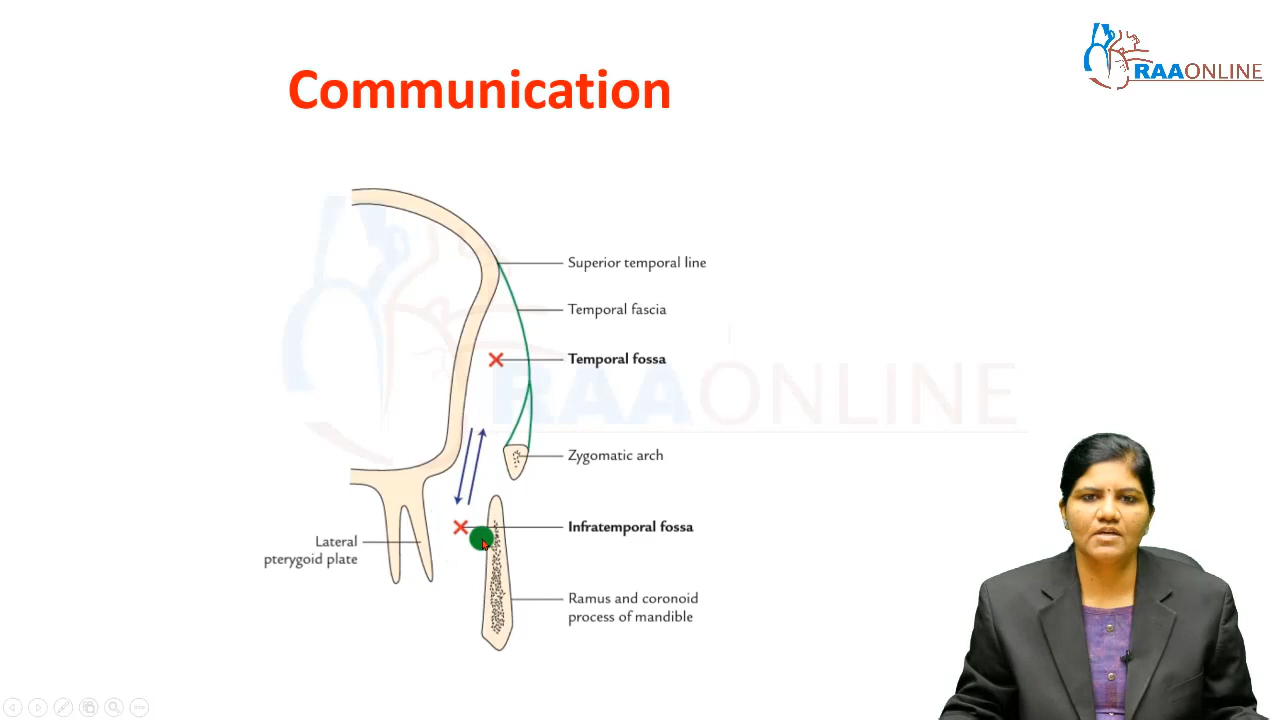 Communication
RAAONLINE
Superior temporal line
Temporal fascia
Temporal fossa
RAAONLINE
Zygomatic arch
Infratemporal fossa
Lateral
pterygoid plate
Ramus and coronoid
process of mandible